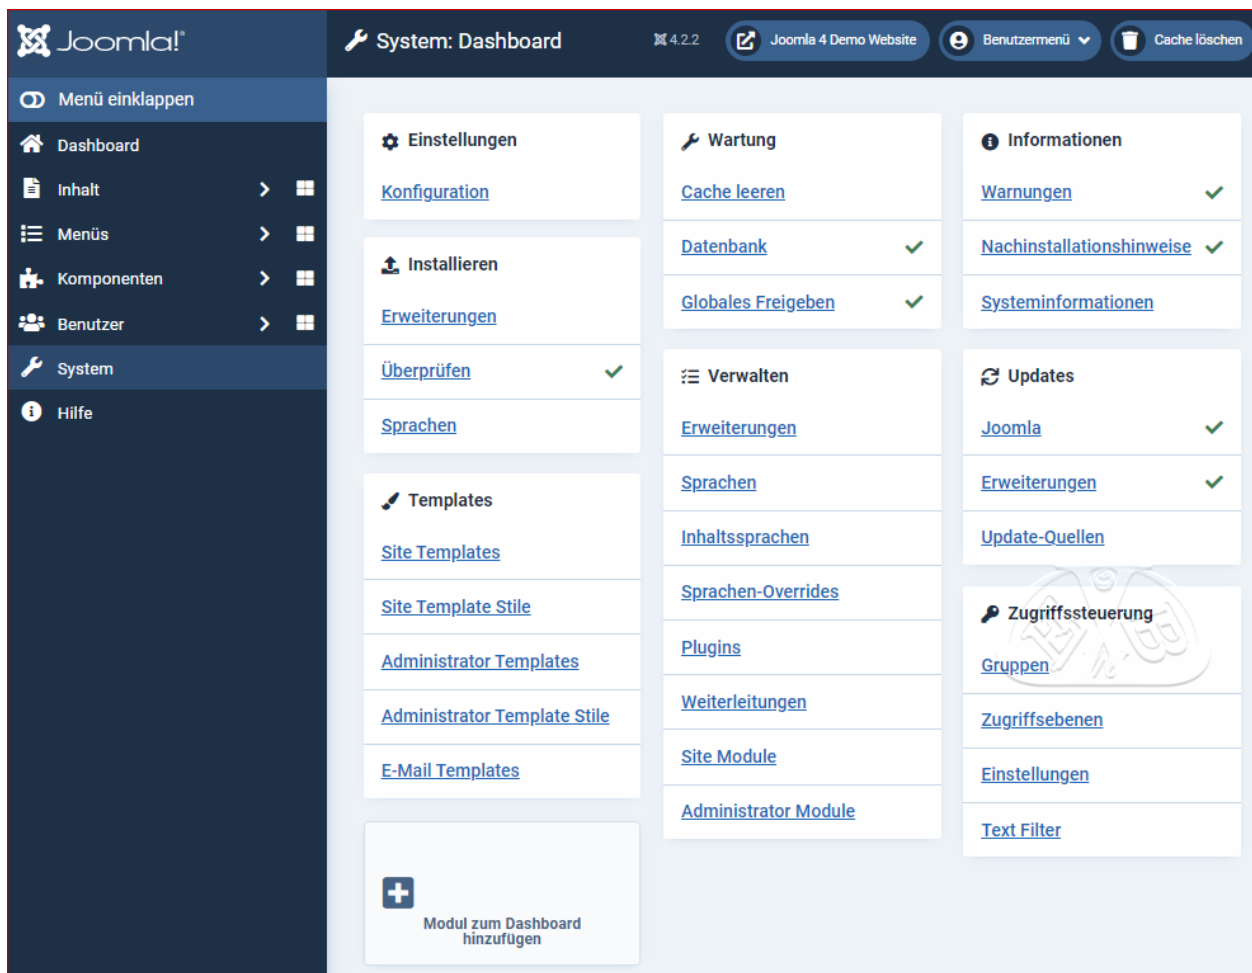 Joomla!®
System: Dashboard
4.2.2
Joomla 4 Demo Website
Benutzermenü
Cache löschen
Menü einklappen
Dashboard
Inhalt
Menüs
Komponenten
Benutzer
System
Hilfe
Einstellungen
Konfiguration
Installieren
Erweiterungen
Überprüfen
Sprachen
Templates
Site Templates
Site Template Stile
Administrator Templates
Administrator Template Stile
E-Mail Templates
Modul zum Dashboard
hinzufügen
Wartung
Cache leeren
Datenbank
Globales Freigeben
Verwalten
Erweiterungen
Sprachen
Inhaltssprachen
Sprachen-Overrides
Plugins
Weiterleitungen
Site Module
Administrator Module
Informationen
Warnungen
Nachinstallationshinweise
Systeminformationen
Updates
Joomla
Erweiterungen
Update-Quellen
Zugriffssteuerung
Gruppen
Zugriffsebenen
Einstellungen
Text Filter